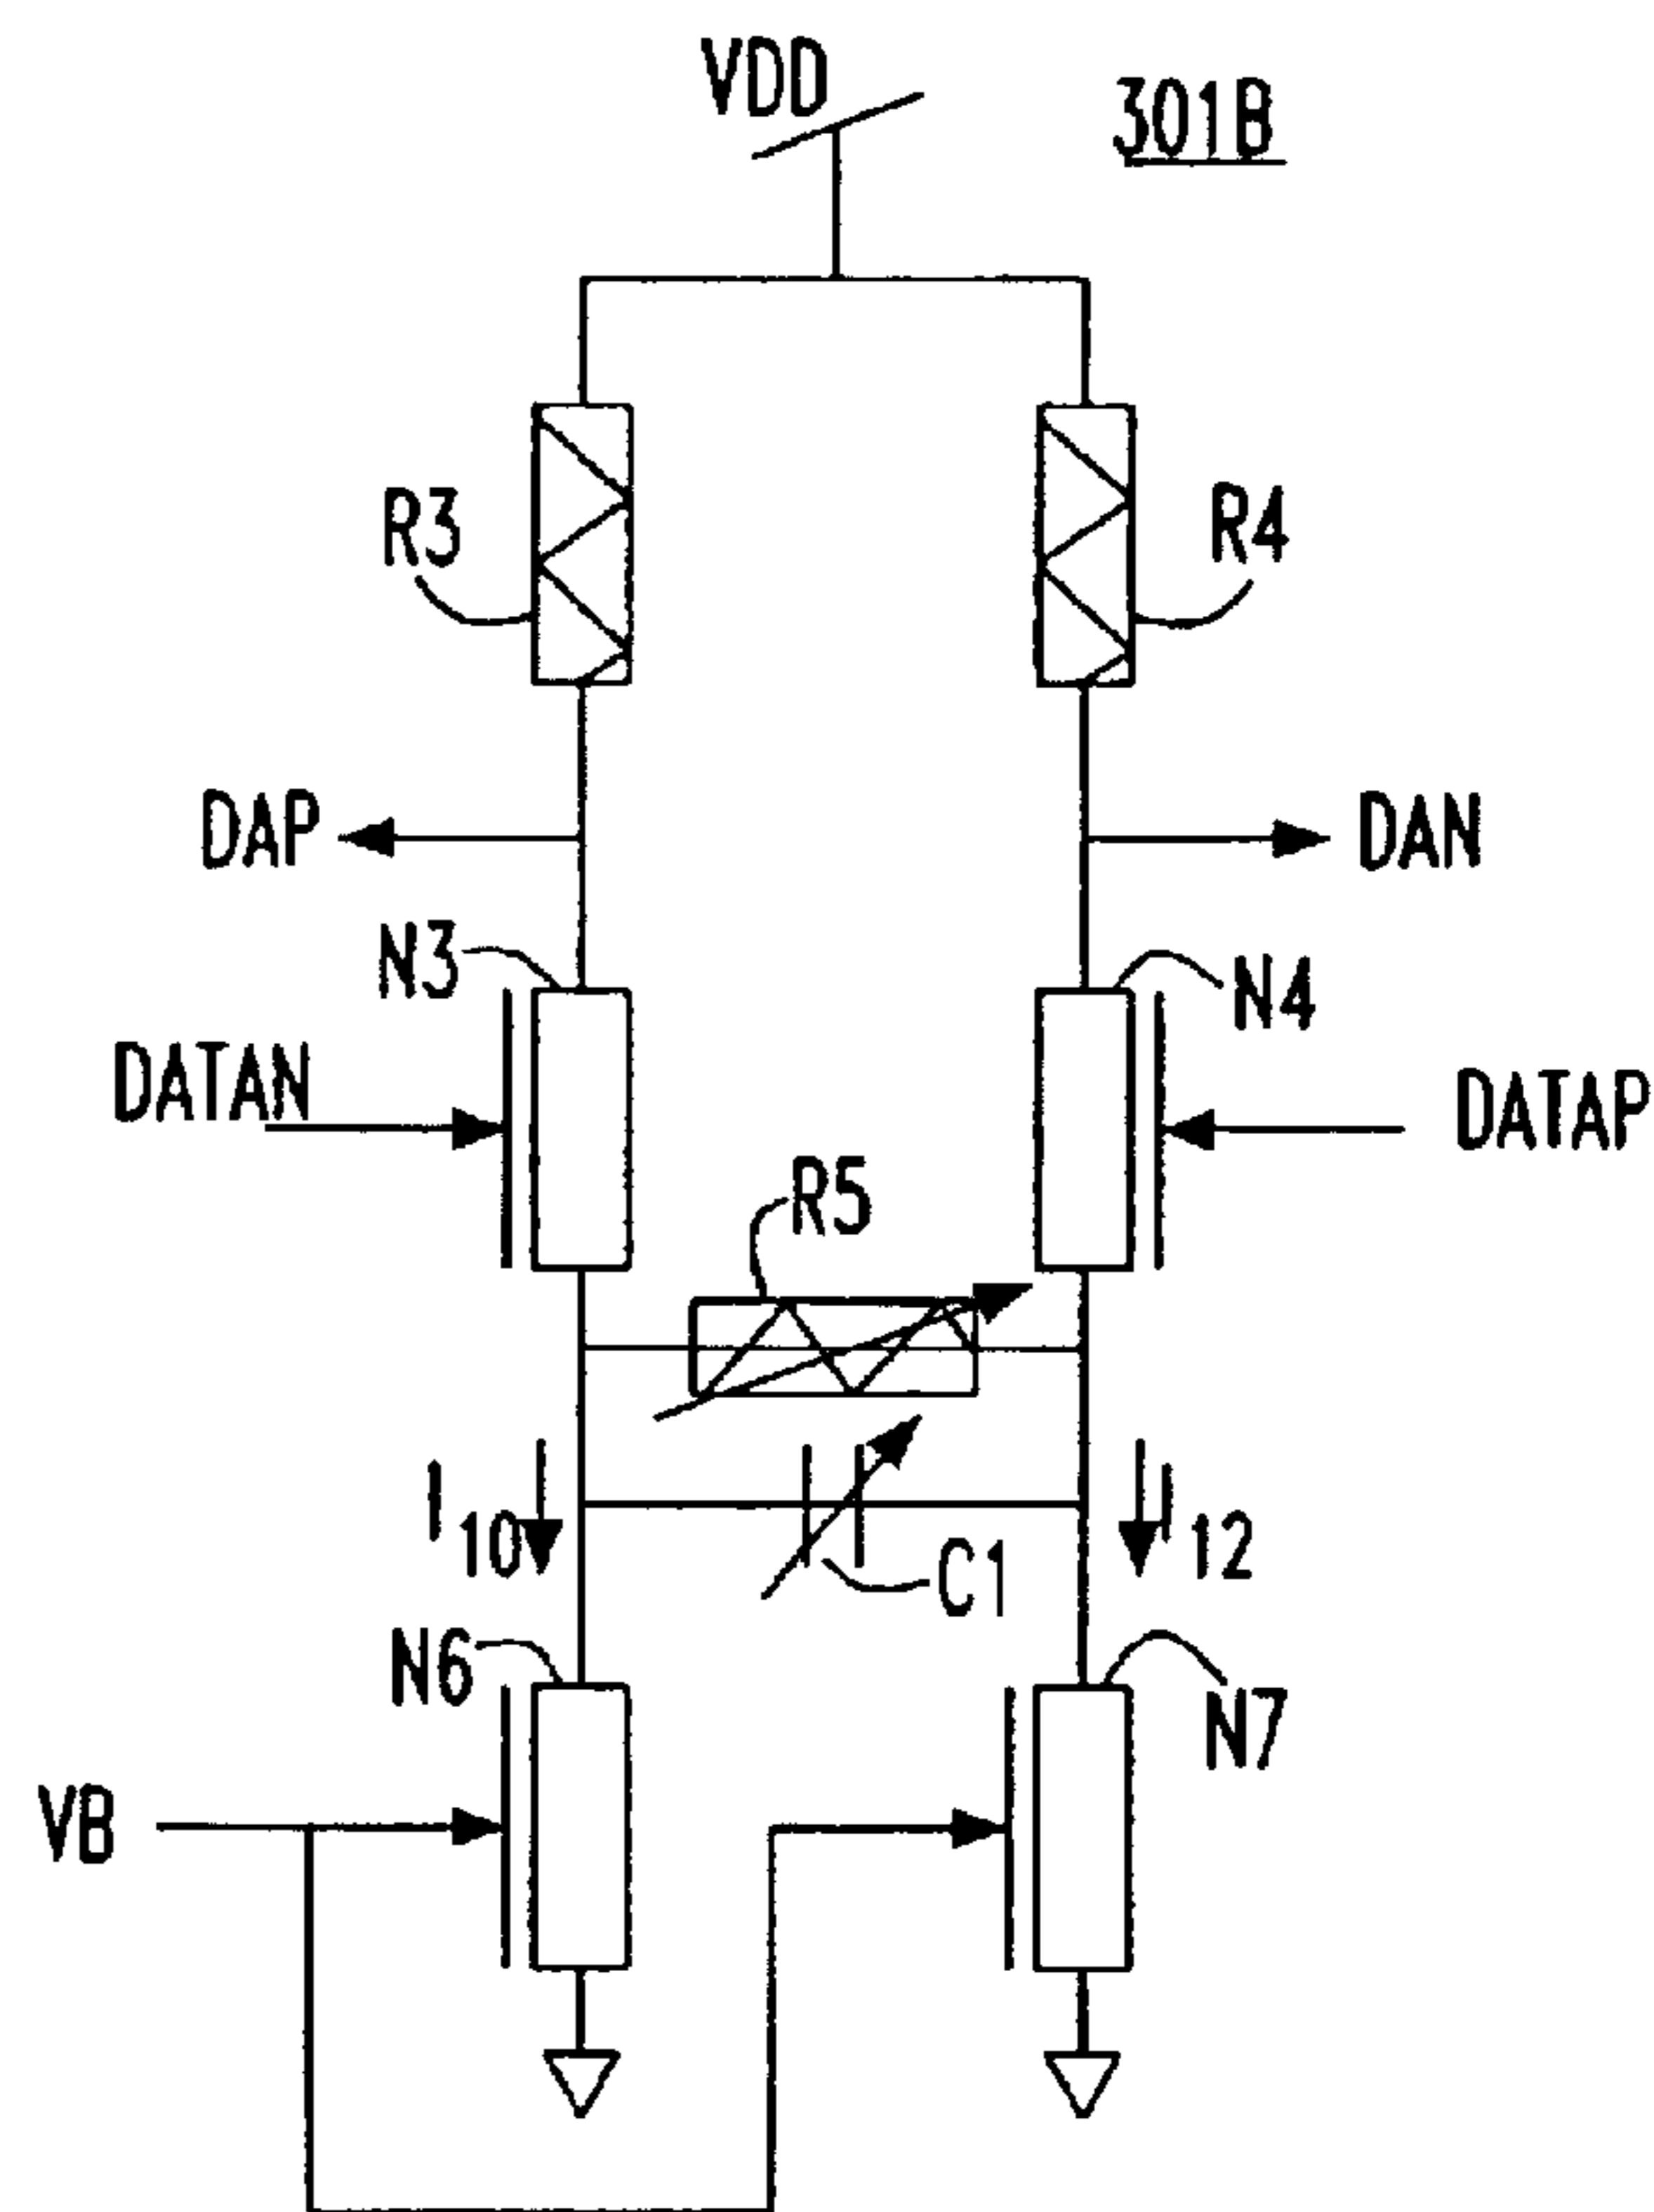 VDD
301B
R3
R4
DAP
DAN
N3
N4
DATAN
DATAP
R5
I10
I12
C1
N6
N7
VB